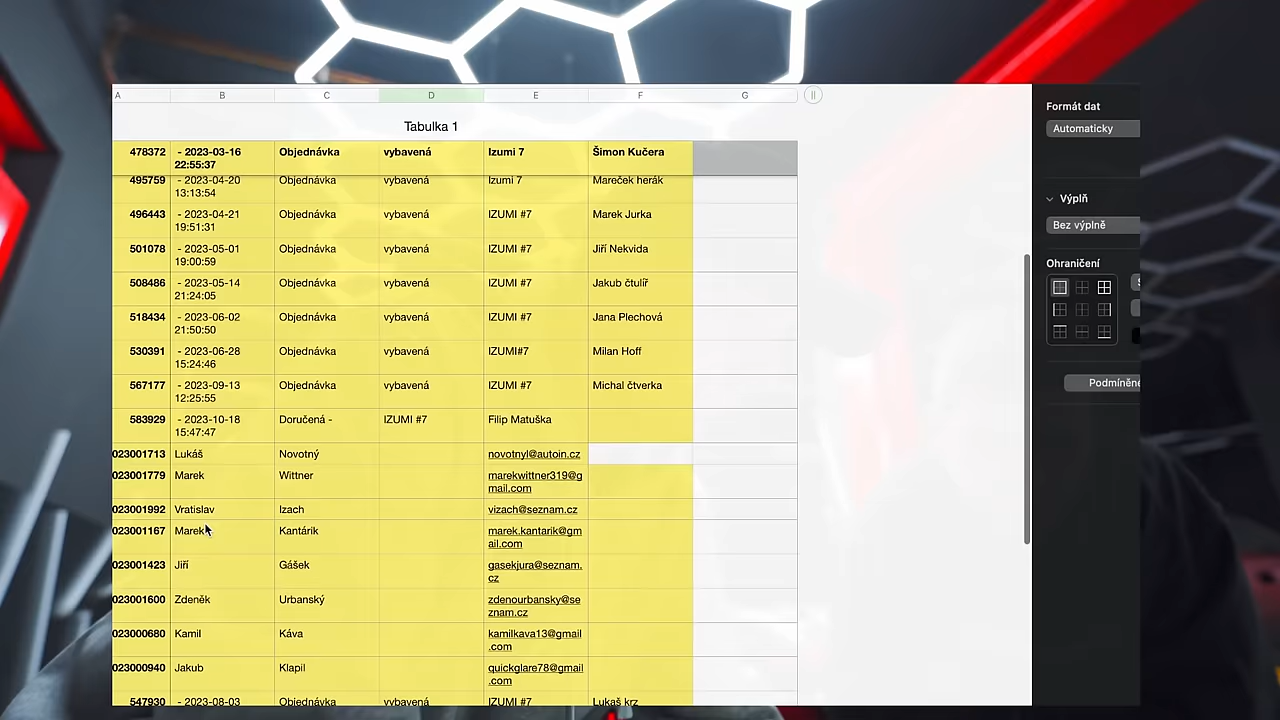 A B C D E F G
Tabulka 1
478372 - 2023-03-16 22:55:37 Objednávka vybavená Izumi 7 Šimon Kučera
495759 - 2023-04-20 13:13:54 Objednávka vybavená Izumi 7 Mareček herák
496443 - 2023-04-21 19:51:31 Objednávka vybavená IZUMI #7 Marek Jurka
501078 - 2023-05-01 19:00:59 Objednávka vybavená IZUMI #7 Jiří Nekvida
508486 - 2023-05-14 21:24:05 Objednávka vybavená IZUMI #7 Jakub čtulíř
518434 - 2023-06-02 21:50:50 Objednávka vybavená IZUMI #7 Jana Plechová
530391 - 2023-06-28 15:24:46 Objednávka vybavená IZUMI#7 Milan Hoff
567177 - 2023-09-13 12:25:55 Objednávka vybavená IZUMI #7 Michal čtverka
583929 - 2023-10-18 15:47:47 Doručená - IZUMI #7 Filip Matuška
023001713 Lukáš Novotný novotnyl@autoin.cz
023001779 Marek Wittner marekwittner319@gmail.com
023001992 Vratislav Izach vizach@seznam.cz
023001167 Marek Kantárik marek.kantarik@gmail.com
023001423 Jiří Gášek gasekjura@seznam.cz
023001600 Zdeněk Urbanský zdenourbansky@seznam.cz
023000680 Kamil Káva kamilkava13@gmail.com
023000940 Jakub Klapil quickglare78@gmail.com
547930 - 2023-08-03 Objednávka vybavená IZUMI #7 Lukaš krz
Formát dat
Automaticky
Výplň
Bez výplně
Ohraničení
Podmíněné